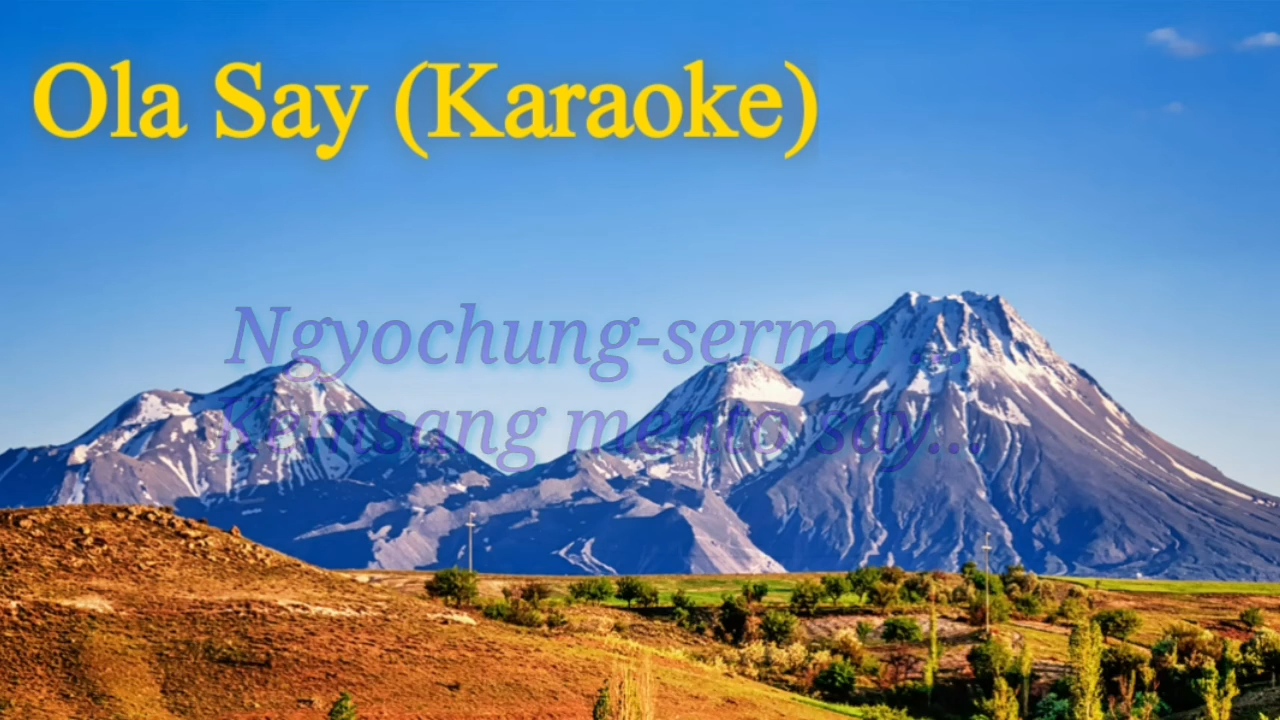 Ola Say (Karaoke)
Ngyochung-sermo ...
Kemsang mento say...